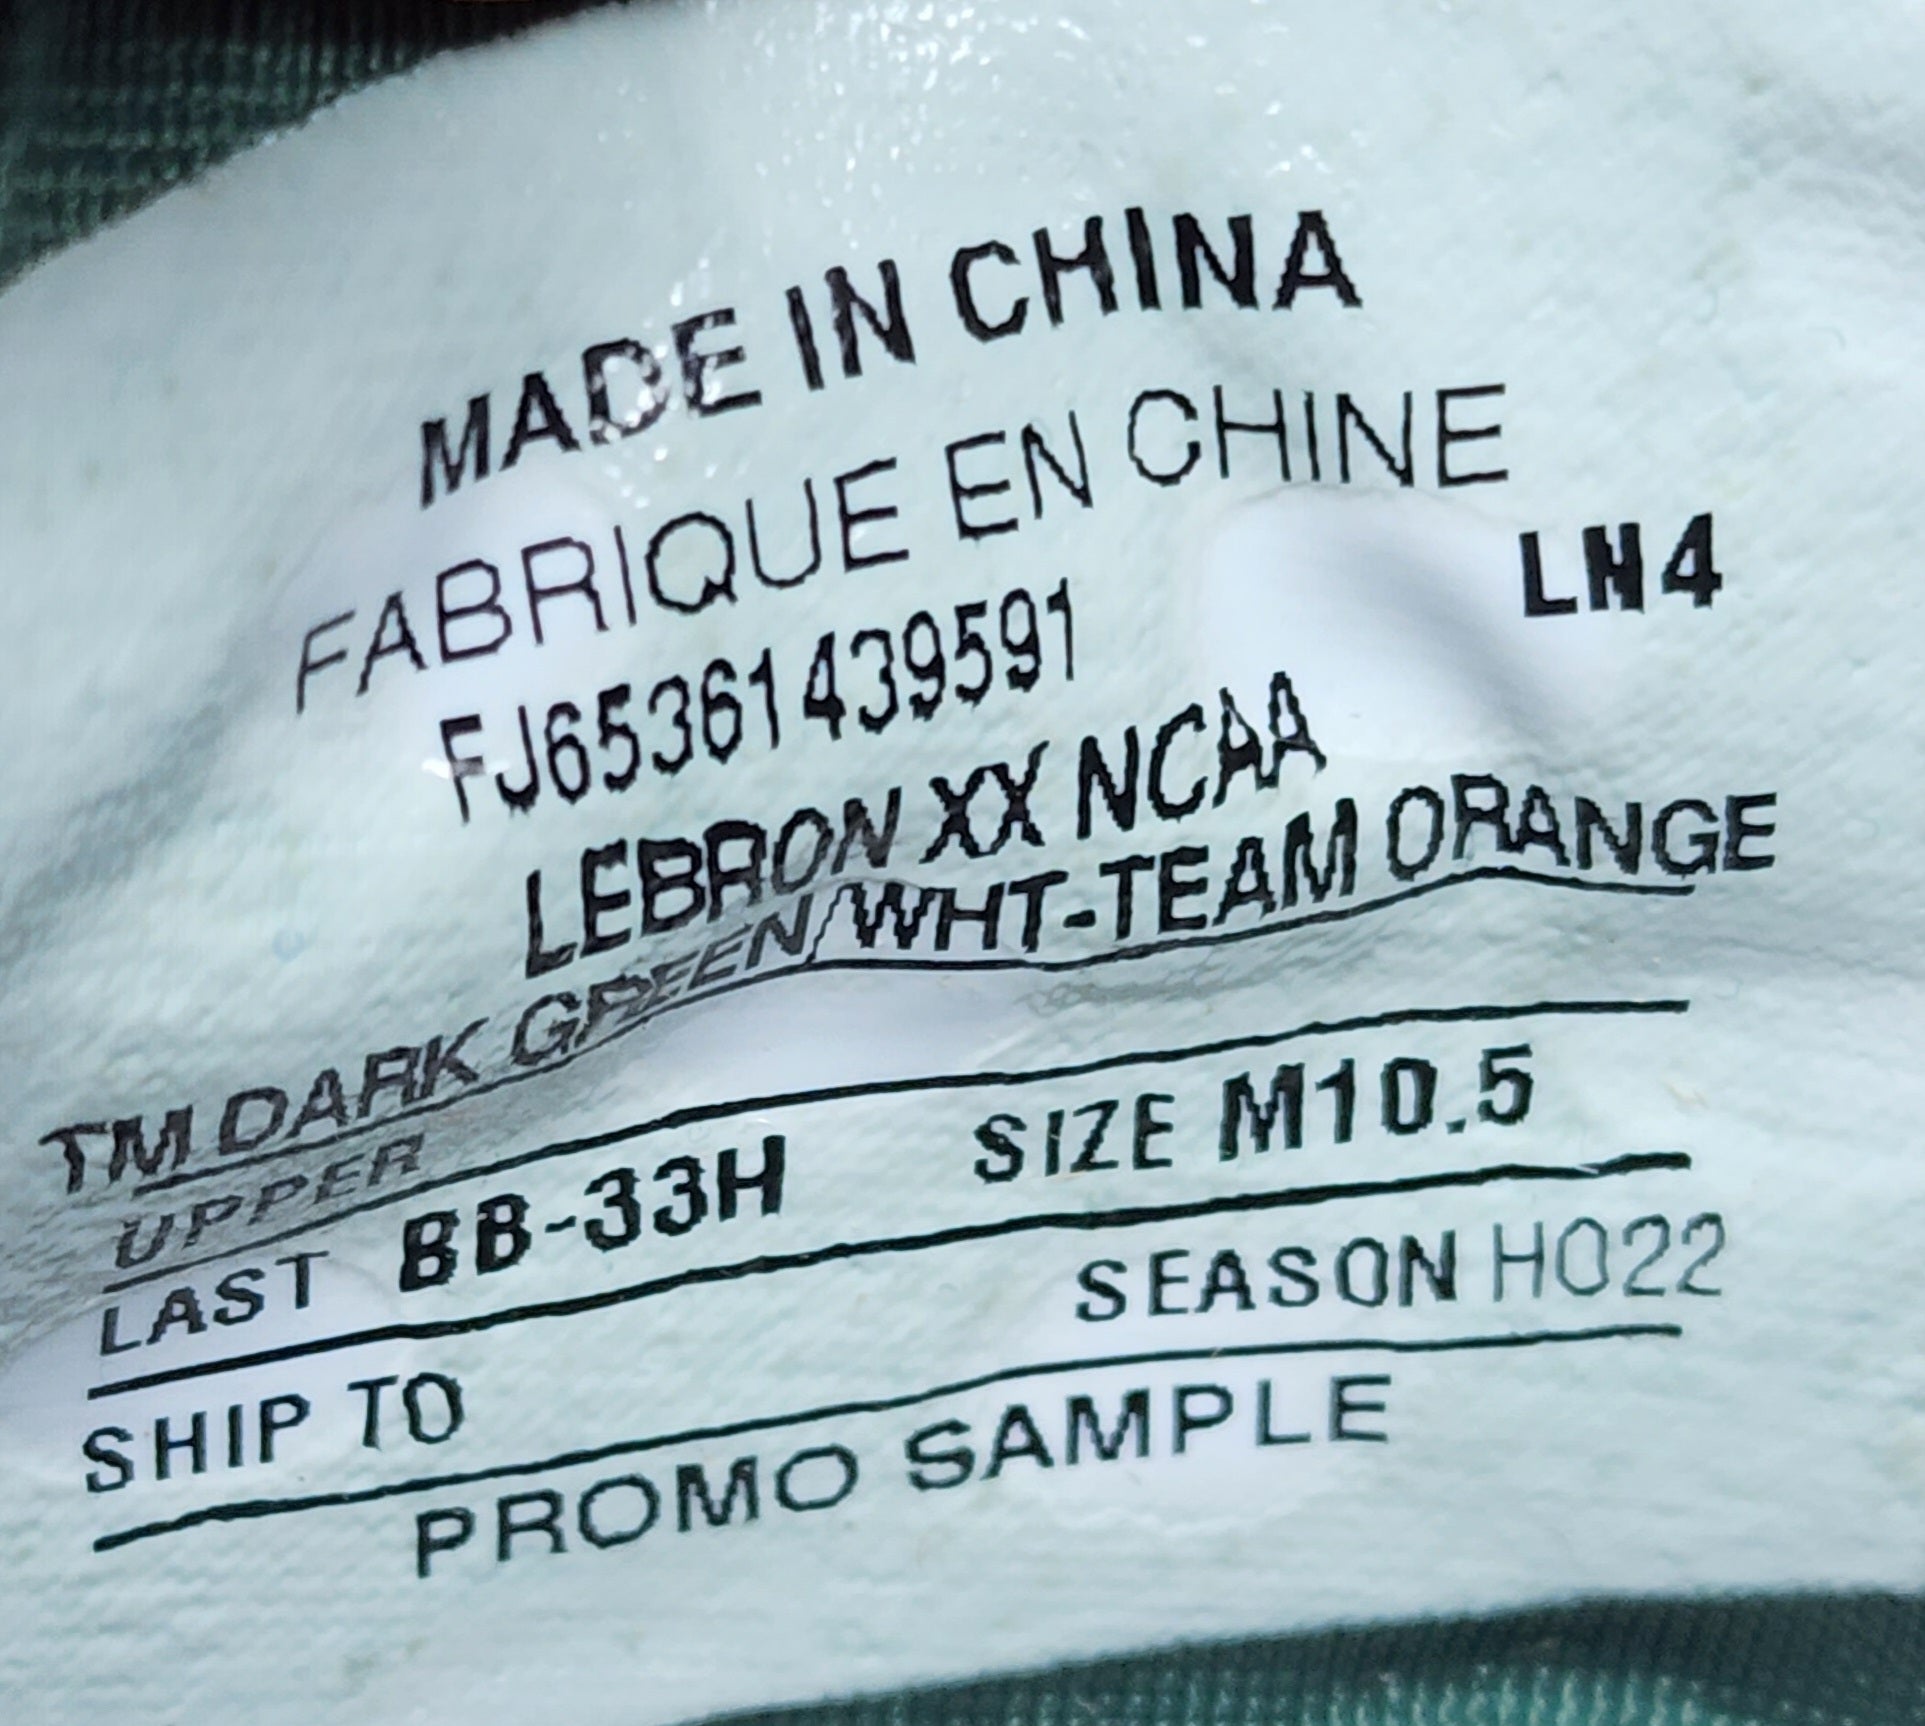 MADE IN CHINA
FABRIQUE EN CHINE
LN4
FJ65361439591
LEBRON XX NCAA
TM DARK GREEN/WHT-TEAM ORANGE
UPPER
LAST BB-33H SIZE M10.5
SHIP TO SEASON HO22
PROMO SAMPLE